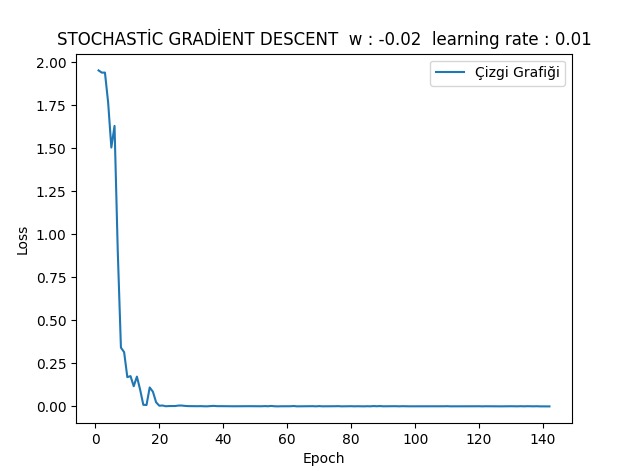 STOCHASTİC GRADİENT DESCENT  w : -0.02  learning rate : 0.01
Çizgi Grafiği
2.00
1.75
1.50
1.25
1.00
0.75
0.50
0.25
0.00
Loss
0 20 40 60 80 100 120 140
Epoch